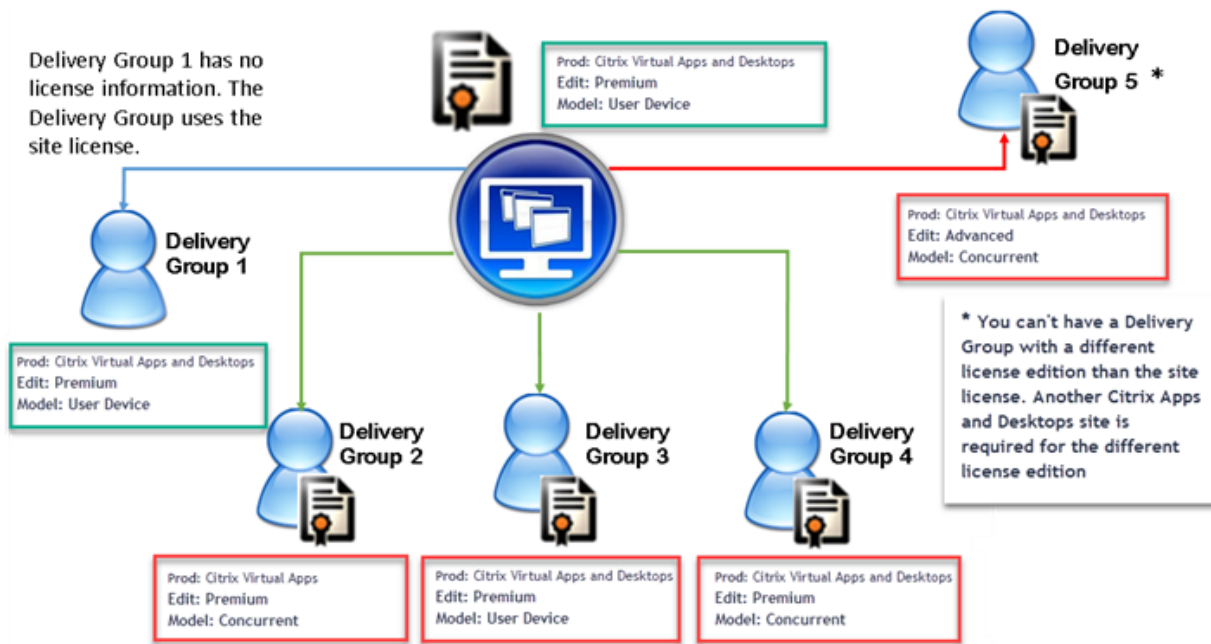 Delivery Group 1 has no
license information. The
Delivery Group uses the
site license.
Prod: Citrix Virtual Apps and Desktops
Edit: Premium
Model: User Device
Delivery
Group 5 *
Prod: Citrix Virtual Apps and Desktops
Edit: Advanced
Model: Concurrent
Delivery
Group 1
Prod: Citrix Virtual Apps and Desktops
Edit: Premium
Model: User Device
* You can't have a Delivery
Group with a different
license edition than the site
license. Another Citrix Apps
and Desktops site is
required for the different
license edition
Delivery
Group 2
Prod: Citrix Virtual Apps
Edit: Premium
Model: Concurrent
Delivery
Group 3
Prod: Citrix Virtual Apps and Desktops
Edit: Premium
Model: User Device
Delivery
Group 4
Prod: Citrix Virtual Apps and Desktops
Edit: Premium
Model: Concurrent